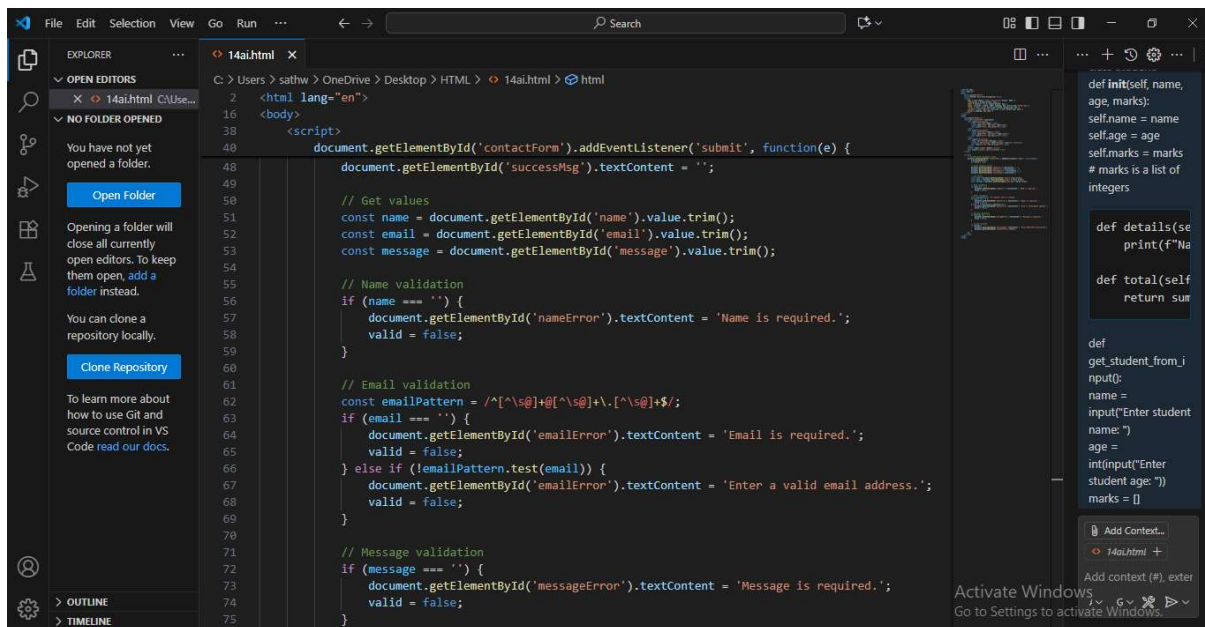 File Edit Selection View Go Run ··· Search
EXPLORER ···
OPEN EDITORS
14ai.html C:\Use...
NO FOLDER OPENED
You have not yet
opened a folder.
Open Folder
Opening a folder will
close all currently
open editors. To keep
them open, add a
folder instead.
You can clone a
repository locally.
Clone Repository
To learn more about
how to use Git and
source control in VS
Code read our docs.
OUTLINE
TIMELINE
14ai.html
C: > Users > sathw > OneDrive > Desktop > HTML > 14ai.html > html
2 <html lang="en">
16 <body>
38 <script>
40 document.getElementById('contactForm').addEventListener('submit', function(e) {
48 document.getElementById('successMsg').textContent = '';
49
50 // Get values
51 const name = document.getElementById('name').value.trim();
52 const email = document.getElementById('email').value.trim();
53 const message = document.getElementById('message').value.trim();
54
55 // Name validation
56 if (name === '') {
57 document.getElementById('nameError').textContent = 'Name is required.';
58 valid = false;
59 }
60
61 // Email validation
62 const emailPattern = /^[^\s@]+@[^\s@]+\.[^\s@]+$/;
63 if (email === '') {
64 document.getElementById('emailError').textContent = 'Email is required.';
65 valid = false;
66 } else if (!emailPattern.test(email)) {
67 document.getElementById('emailError').textContent = 'Enter a valid email address.';
68 valid = false;
69 }
70
71 // Message validation
72 if (message === '') {
73 document.getElementById('messageError').textContent = 'Message is required.';
74 valid = false;
75 }
def init(self, name,
age, marks):
self.name = name
self.age = age
self.marks = marks
# marks is a list of
integers
def details(se
print(f"Na
def total(self
return sum
def
get_student_from_i
nput():
name =
input("Enter student
name: ")
age =
int(input("Enter
student age: "))
marks = []
Add Context...
14ai.html +
Add context (#), exter
Activate Windows
Go to Settings to activate Windows.